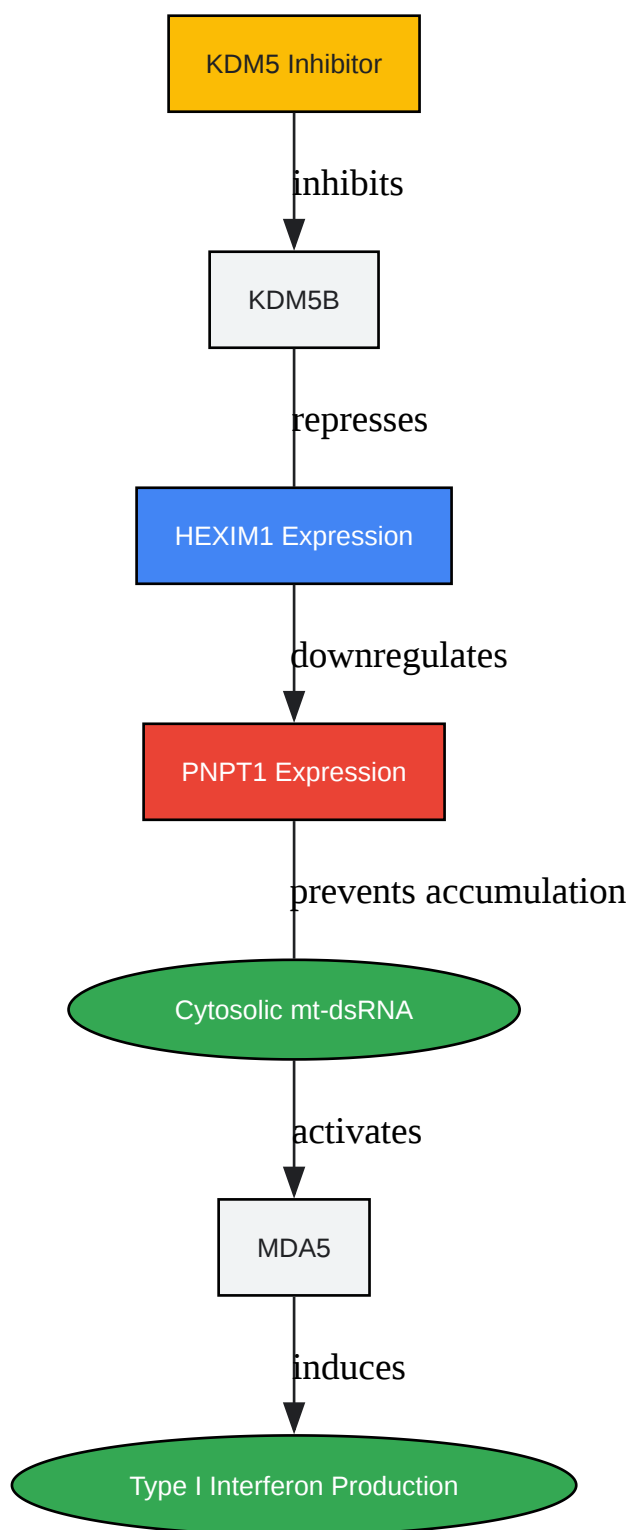 KDM5 Inhibitor
inhibits
KDM5B
represses
HEXIM1 Expression
downregulates
PNPT1 Expression
prevents accumulation
Cytosolic mt-dsRNA
activates
MDA5
induces
Type I Interferon Production